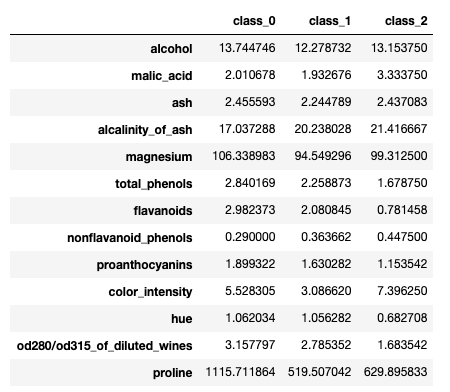 class_0 class_1 class_2
alcohol 13.744746 12.278732 13.153750
malic_acid 2.010678 1.932676 3.333750
ash 2.455593 2.244789 2.437083
alcalinity_of_ash 17.037288 20.238028 21.416667
magnesium 106.338983 94.549296 99.312500
total_phenols 2.840169 2.258873 1.678750
flavanoids 2.982373 2.080845 0.781458
nonflavanoid_phenols 0.290000 0.363662 0.447500
proanthocyanins 1.899322 1.630282 1.153542
color_intensity 5.528305 3.086620 7.396250
hue 1.062034 1.056282 0.682708
od280/od315_of_diluted_wines 3.157797 2.785352 1.683542
proline 1115.711864 519.507042 629.895833